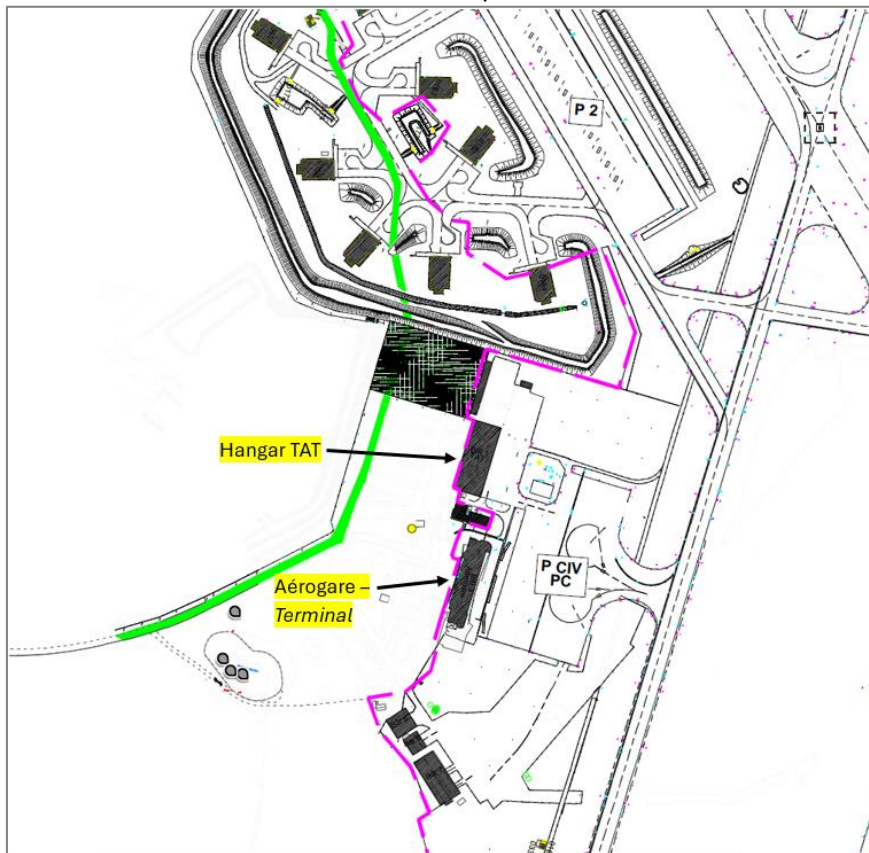 P 2
Hangar TAT
P CIV
PC
Aérogare –
Terminal